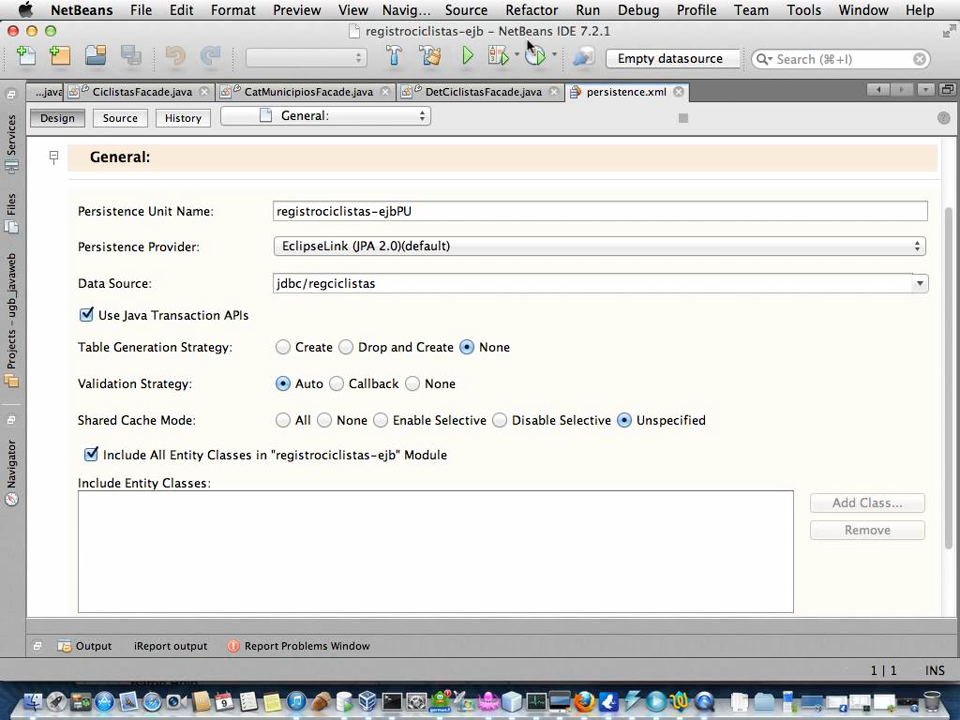 NetBeans File Edit Format Preview View Navig... Source Refactor Run Debug Profile Team Tools Window Help
registrociclistas-ejb – NetBeans IDE 7.2.1
Empty datasource
Search (⌘+I)
...java CiclistasFacade.java CatMunicipiosFacade.java DetCiclistasFacade.java persistence.xml
Design Source History General:
Services
Files
Projects - ugb_javaweb
Navigator
General:
Persistence Unit Name: registrociclistas-ejbPU
Persistence Provider: EclipseLink (JPA 2.0)(default)
Data Source: jdbc/regciclistas
Use Java Transaction APIs
Table Generation Strategy: Create Drop and Create None
Validation Strategy: Auto Callback None
Shared Cache Mode: All None Enable Selective Disable Selective Unspecified
Include All Entity Classes in "registrociclistas-ejb" Module
Include Entity Classes:
Add Class...
Remove
Output iReport output Report Problems Window
1 | 1 INS